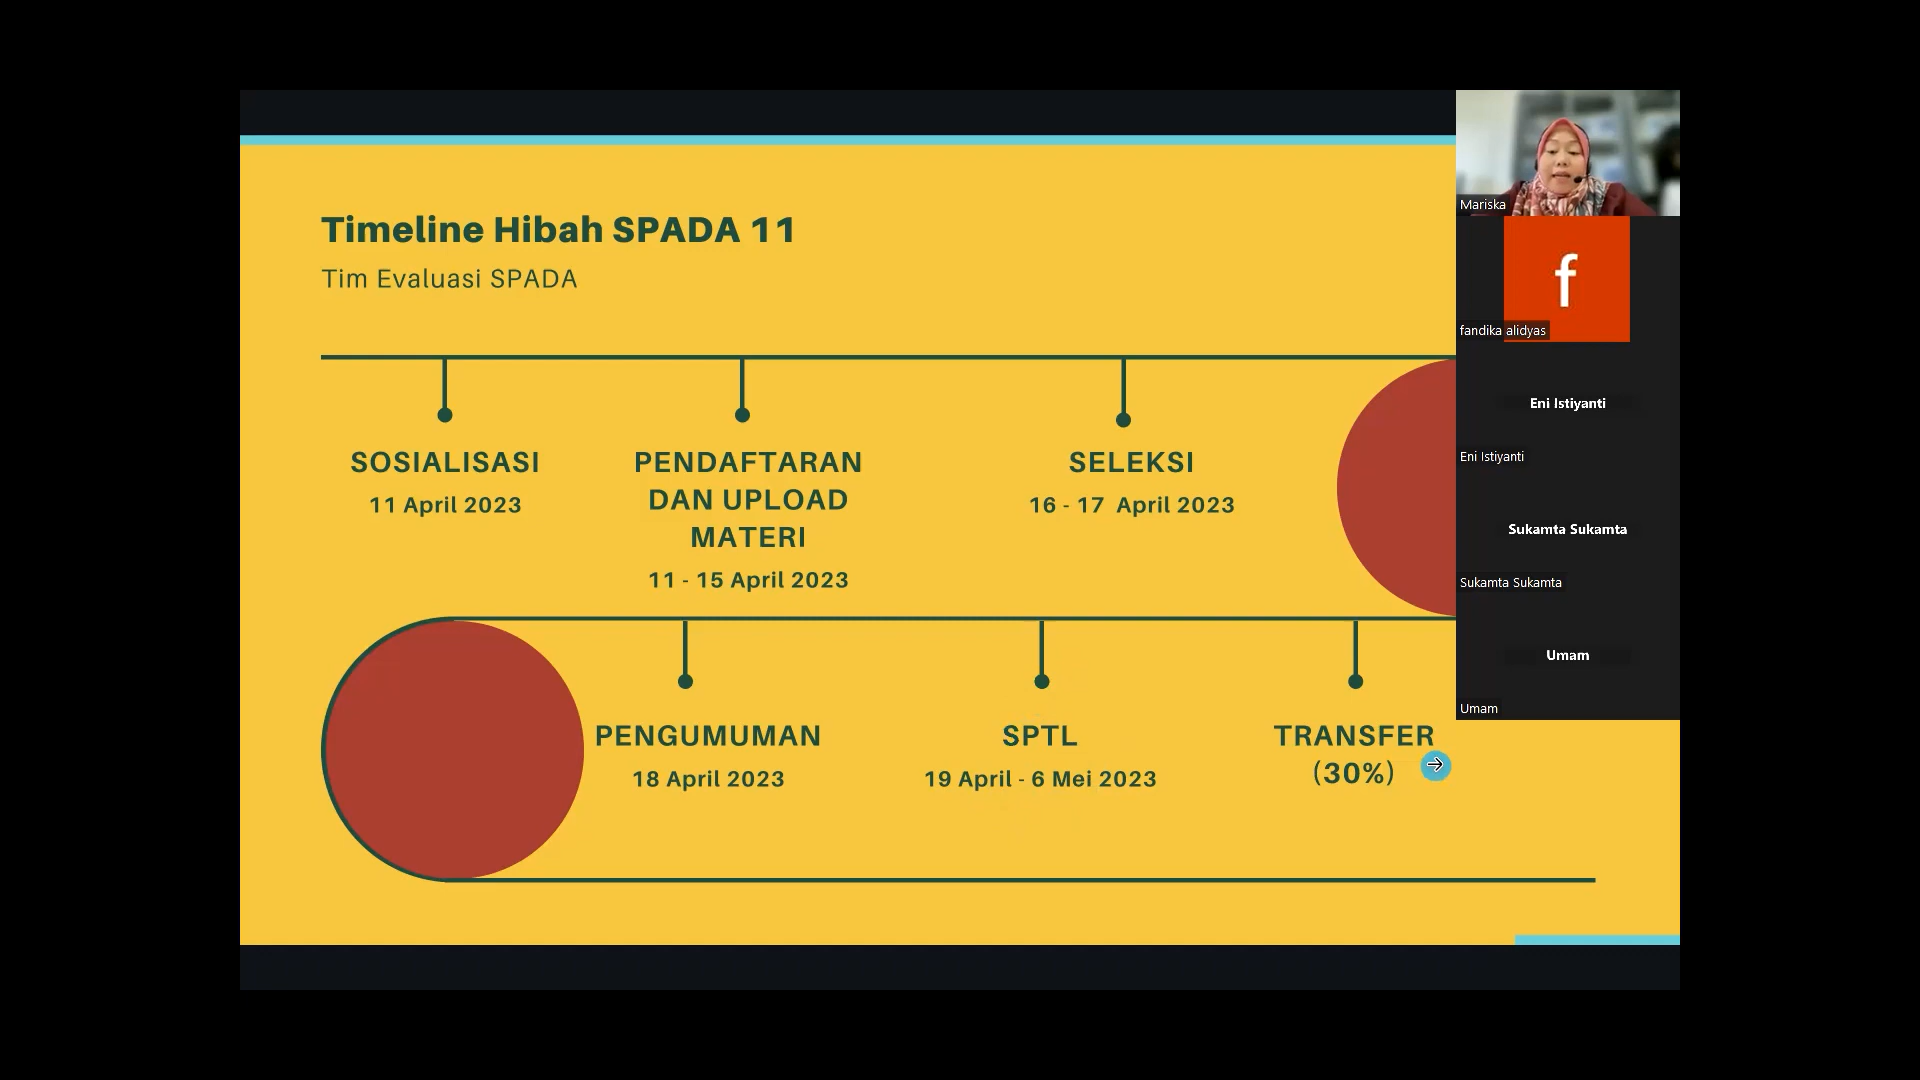 Timeline Hibah SPADA 11
Tim Evaluasi SPADA
SOSIALISASI
11 April 2023
PENDAFTARAN
DAN UPLOAD
MATERI
11 - 15 April 2023
SELEKSI
16 - 17 April 2023
PENGUMUMAN
18 April 2023
SPTL
19 April - 6 Mei 2023
TRANSFER
(30%)
Mariska
f
fandika alidyas
Eni Istiyanti
Eni Istiyanti
Sukamta Sukamta
Sukamta Sukamta
Umam
Umam